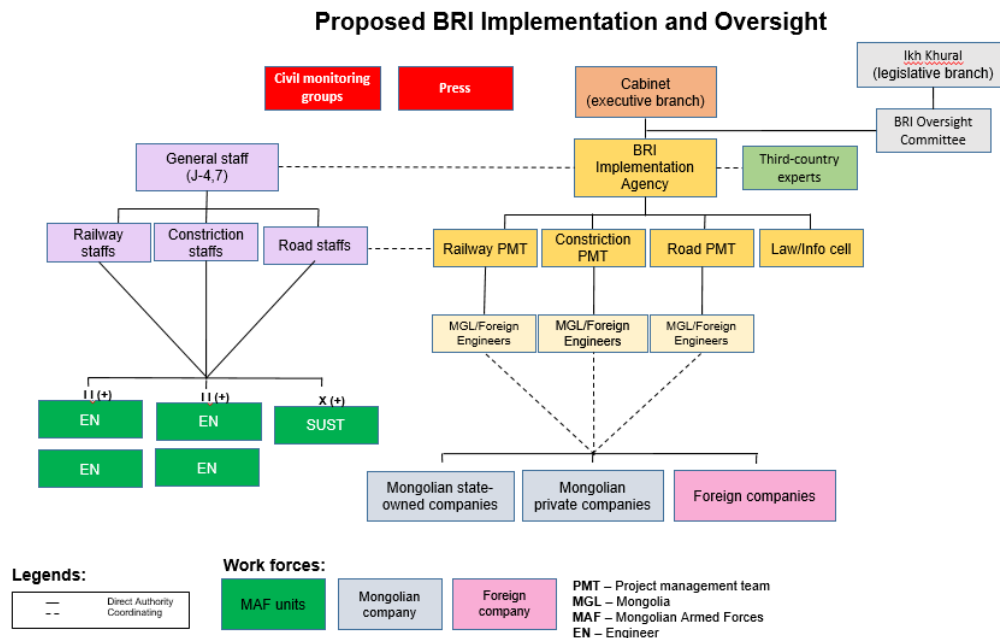 Proposed BRI Implementation and Oversight
Civil monitoring
groups
Press
Cabinet
(executive branch)
Ikh Khural
(legislative branch)
BRI Oversight
Committee
General staff
(J-4,7)
BRI
Implementation
Agency
Third-country
experts
Railway
staffs
Constriction
staffs
Road staffs
Railway PMT
Constriction
PMT
Road PMT
Law/Info cell
MGL/Foreign
Engineers
MGL/Foreign
Engineers
MGL/Foreign
Engineers
II (+)
II (+)
X (+)
EN
EN
SUST
EN
EN
Mongolian state-
owned companies
Mongolian
private companies
Foreign companies
Legends:
Direct Authority
Coordinating
Work forces:
MAF units
Mongolian
company
Foreign
company
PMT – Project management team
MGL – Mongolia
MAF – Mongolian Armed Forces
EN – Engineer